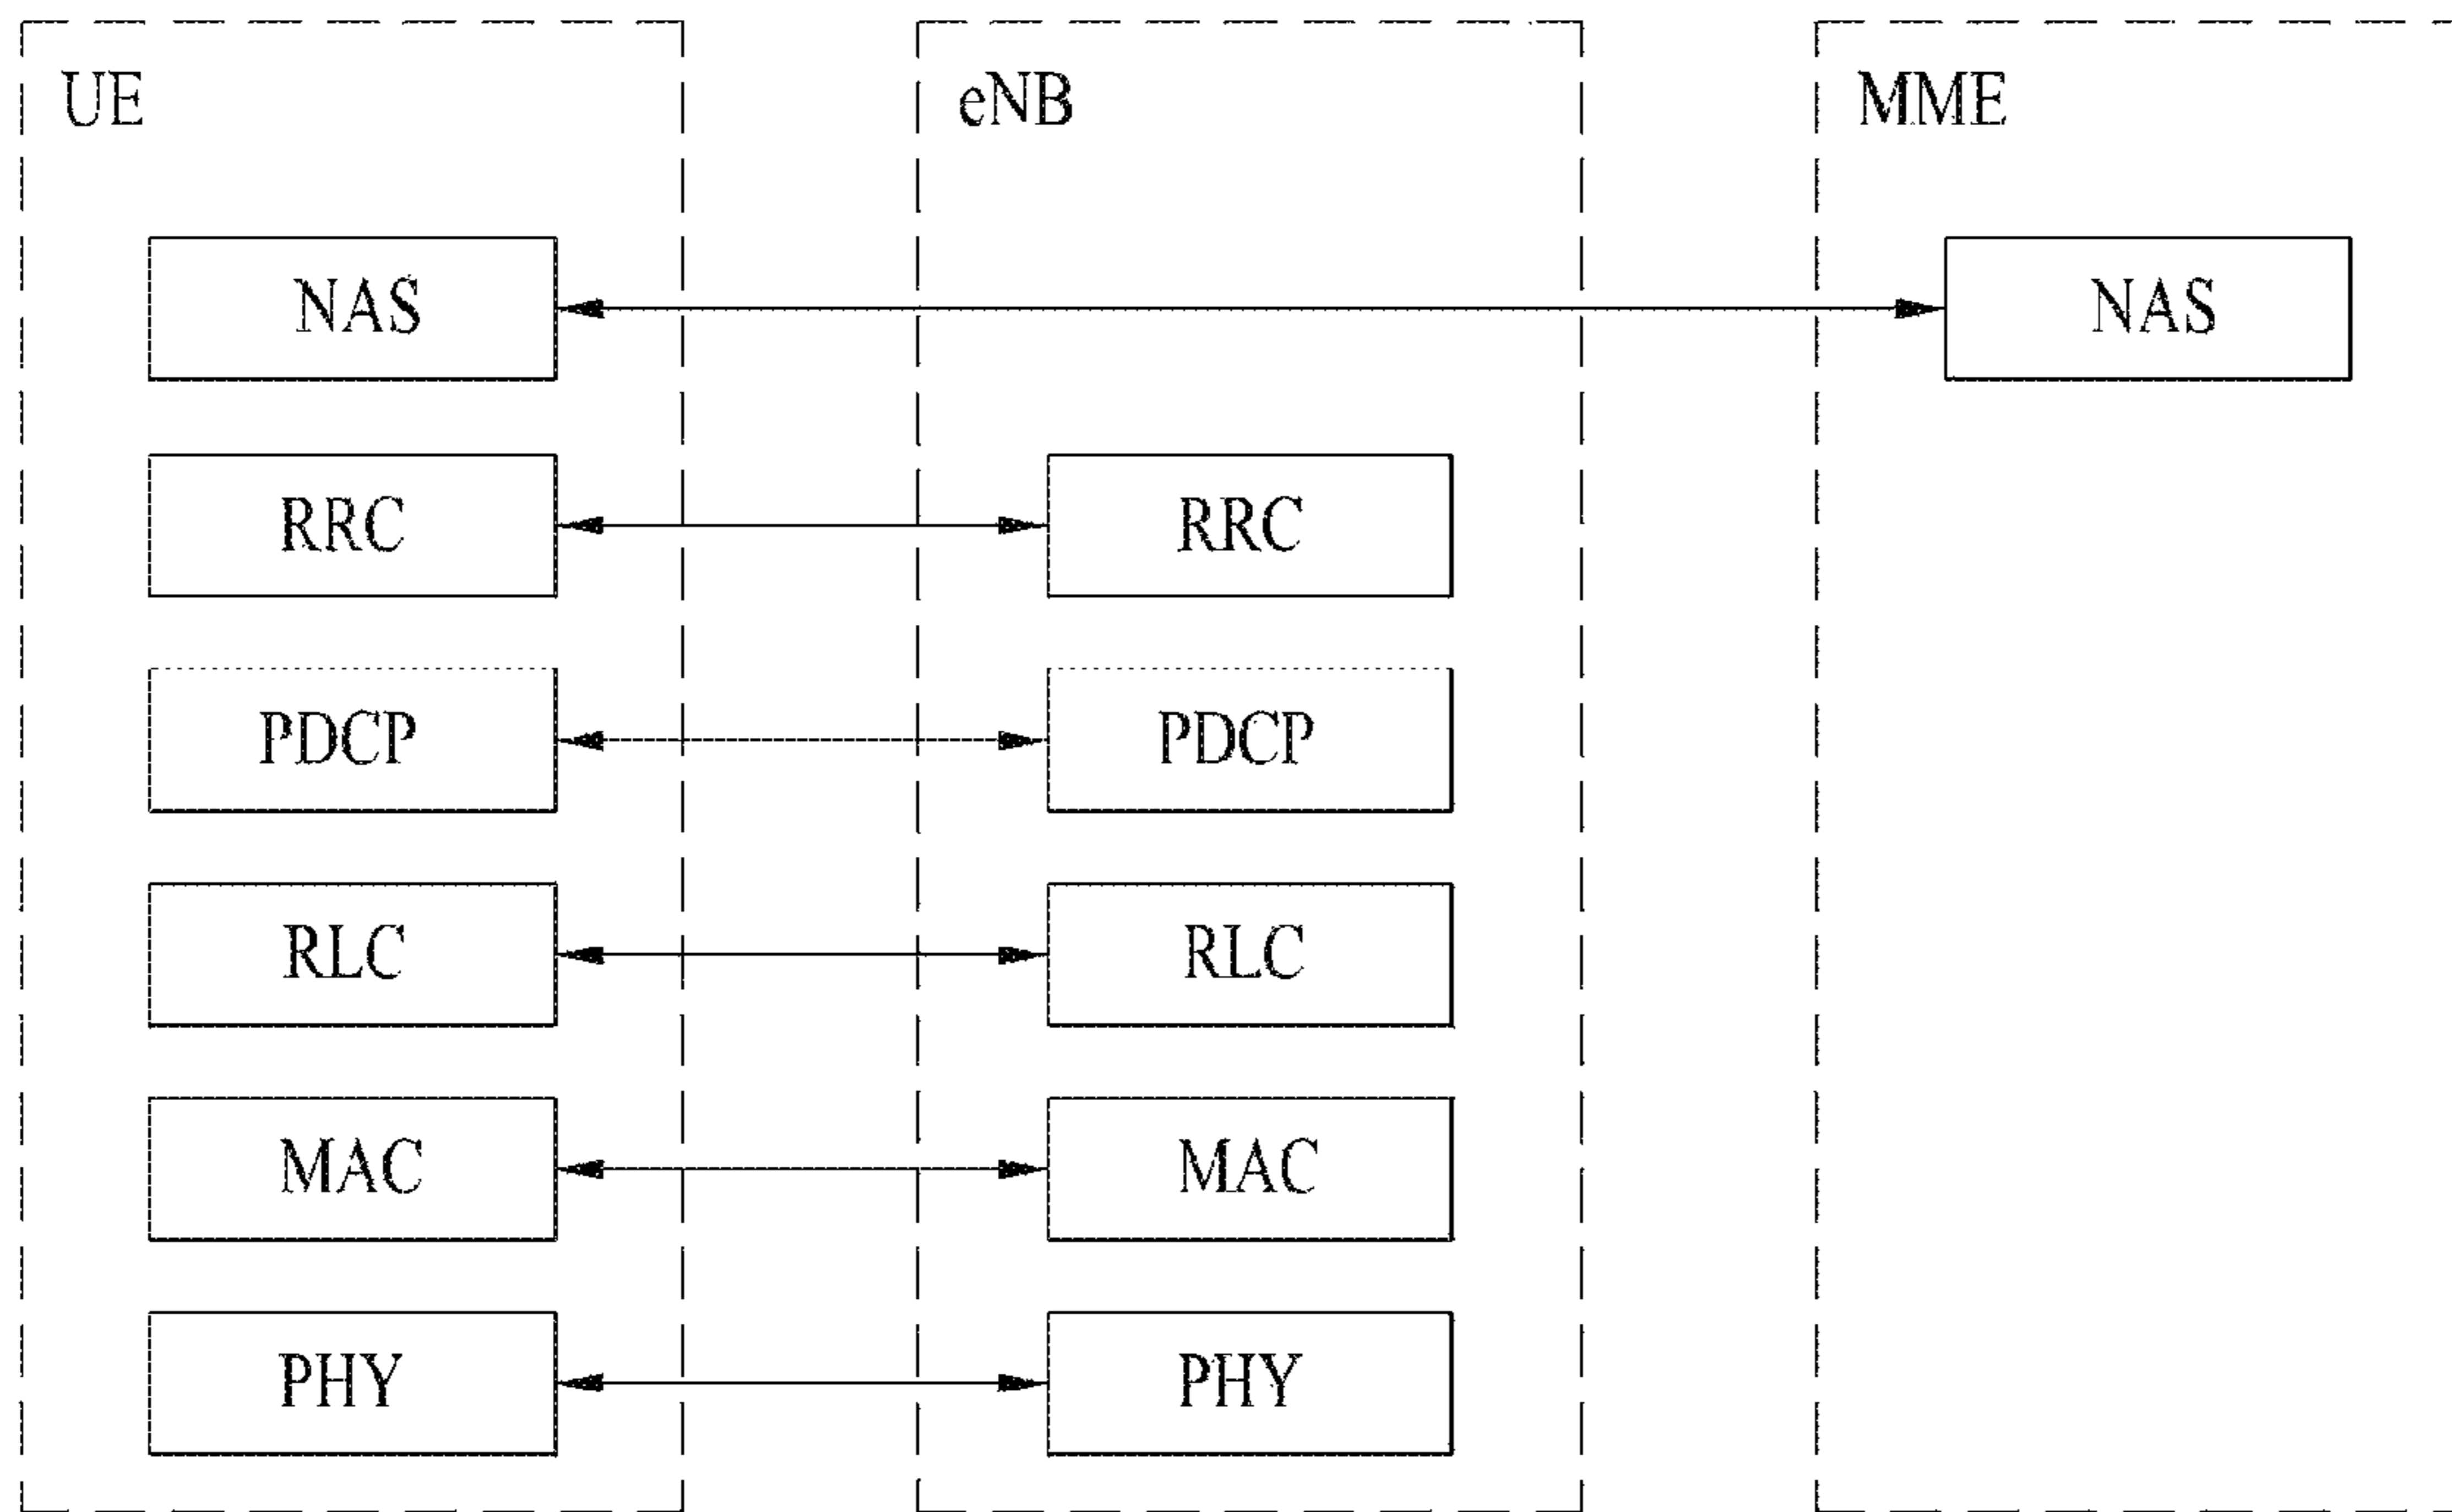 UE
eNB
MME
NAS
NAS
RRC
RRC
PDCP
PDCP
RLC
RLC
MAC
MAC
PHY
PHY